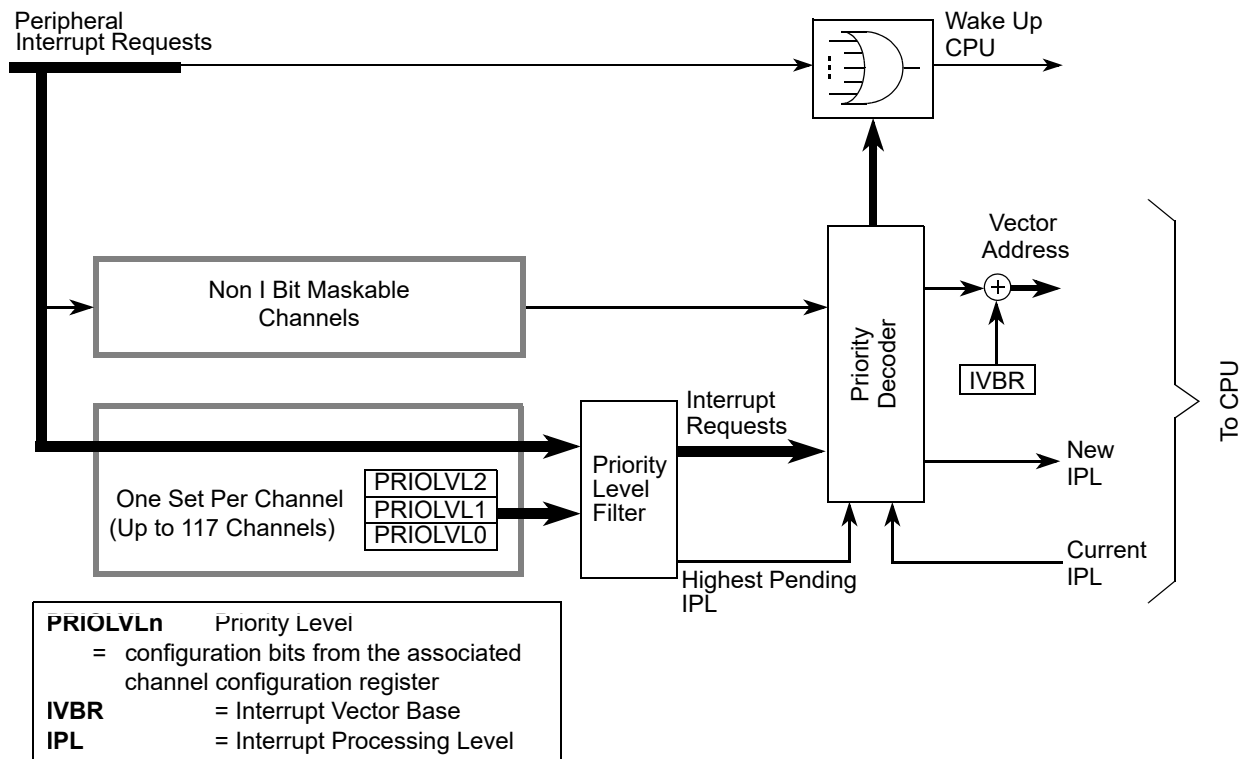 Peripheral
Interrupt Requests
Wake Up
CPU
Vector
Address
Non I Bit Maskable
Channels
Priority
Decoder
IVBR
To CPU
Interrupt
Requests
New
IPL
Priority
Level
Filter
PRIOLVL2
One Set Per Channel
PRIOLVL1
(Up to 117 Channels)
PRIOLVL0
Current
IPL
Highest Pending
IPL
PRIOLVLn Priority Level
= configuration bits from the associated
channel configuration register
IVBR = Interrupt Vector Base
IPL = Interrupt Processing Level